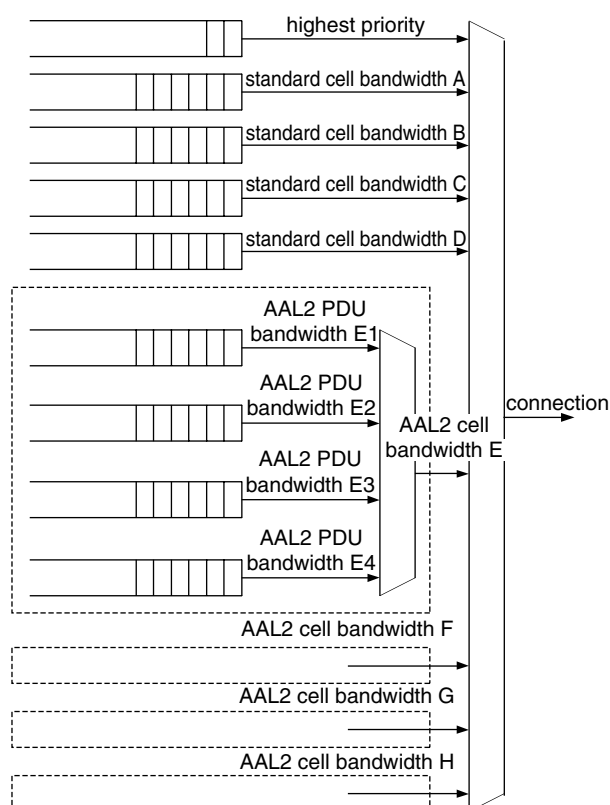 highest priority
standard cell bandwidth A
standard cell bandwidth B
standard cell bandwidth C
standard cell bandwidth D
AAL2 PDU
bandwidth E1
AAL2 PDU
bandwidth E2
AAL2 cell
bandwidth E
connection
AAL2 PDU
bandwidth E3
AAL2 PDU
bandwidth E4
AAL2 cell bandwidth F
AAL2 cell bandwidth G
AAL2 cell bandwidth H